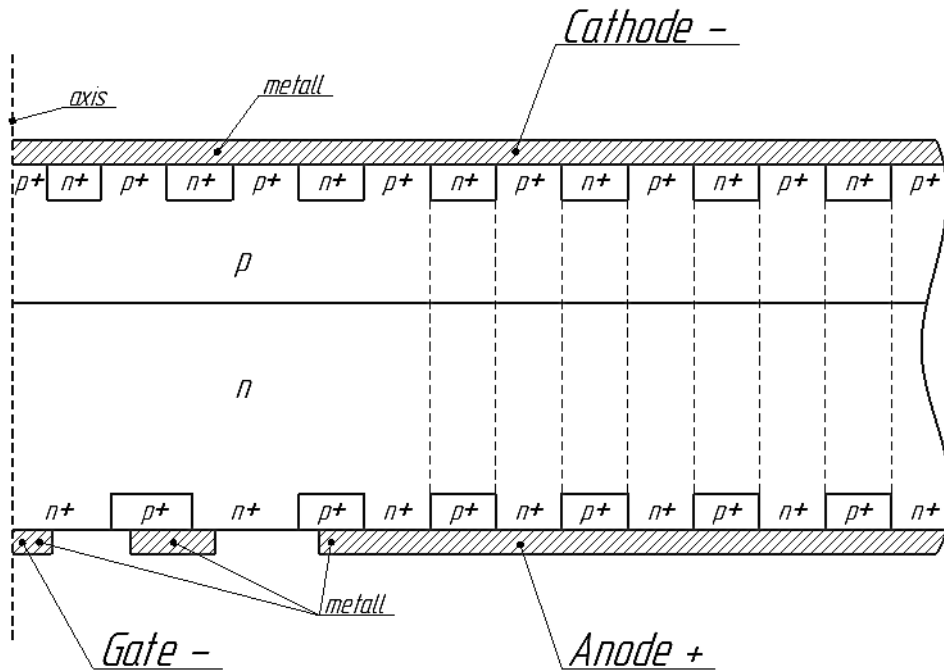 Cathode -
metall
axis
p+ n+ p+ n+ p+ n+ p+ n+ p+ n+ p+ n+ p+ n+ p+
p
n
n+ p+ n+ p+ n+ p+ n+ p+ n+ p+ n+ p+ n+
metall
Gate -
Anode +